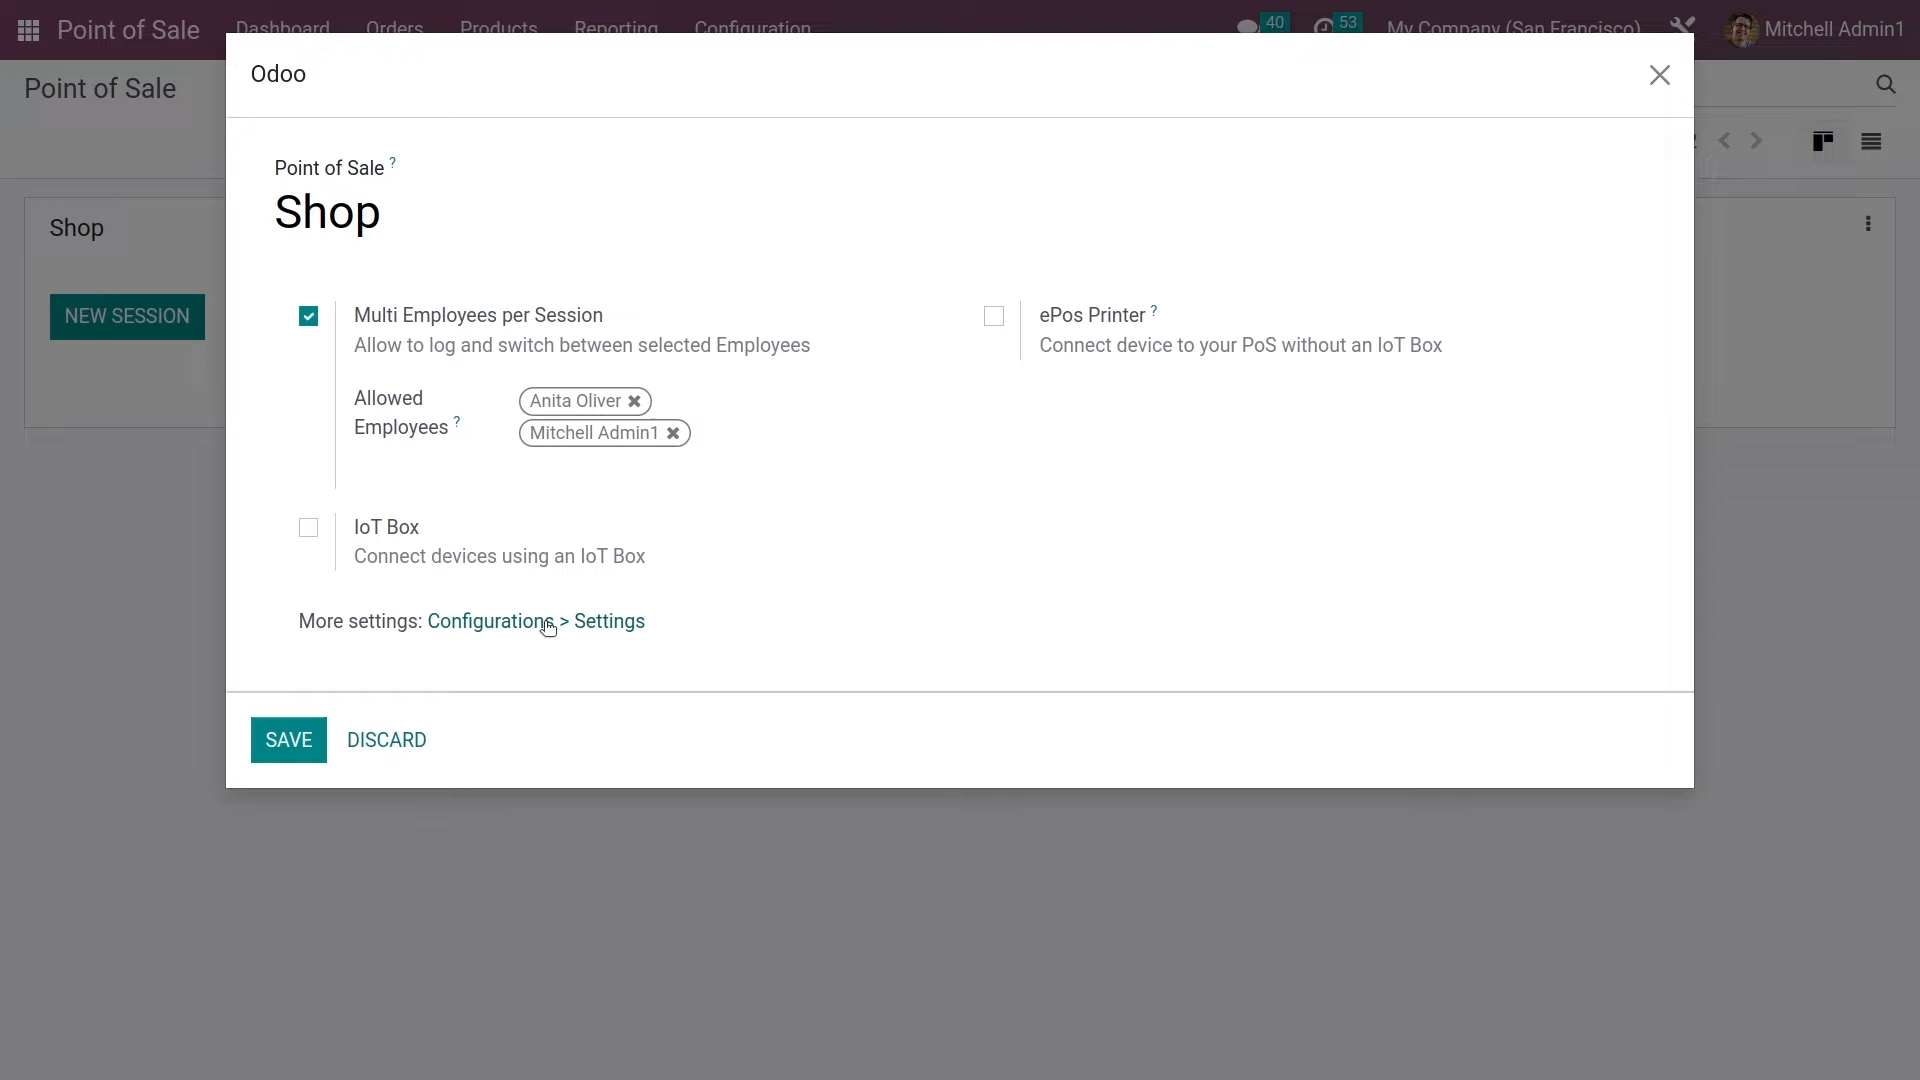 Point of Sale Dashboard Orders Products Reporting Configuration 40 53 My Company (San Francisco) Mitchell Admin1
Odoo
Point of Sale
Point of Sale ?
Shop
Shop
NEW SESSION
Multi Employees per Session
Allow to log and switch between selected Employees
Allowed
Employees ?
Anita Oliver ✖
Mitchell Admin1 ✖
ePos Printer ?
Connect device to your PoS without an IoT Box
IoT Box
Connect devices using an IoT Box
More settings: Configurations > Settings
SAVE DISCARD